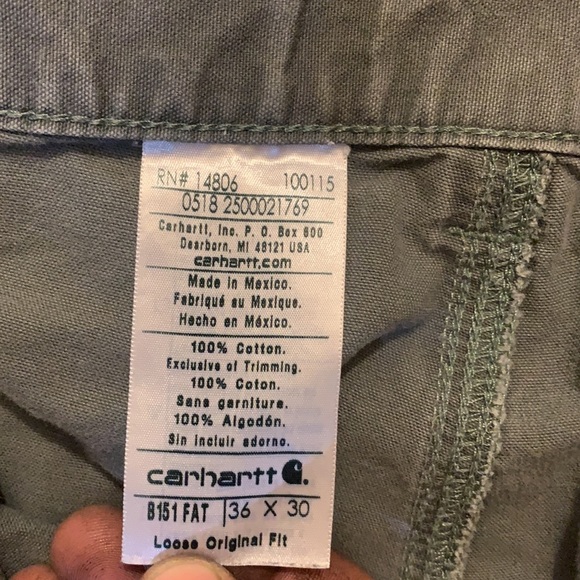 RN# 14806 100115
0518 2500021769
Carhartt, Inc. P. O. Box 600
Dearborn, MI 48121 USA
carhartt.com
Made in Mexico.
Fabriqué au Mexique.
Hecho en México.
100% Cotton.
Exclusive of Trimming.
100% Coton.
Sans garniture.
100% Algodón.
Sin incluir adorno.
carhartt
B151 FAT 36 X 30
Loose Original Fit